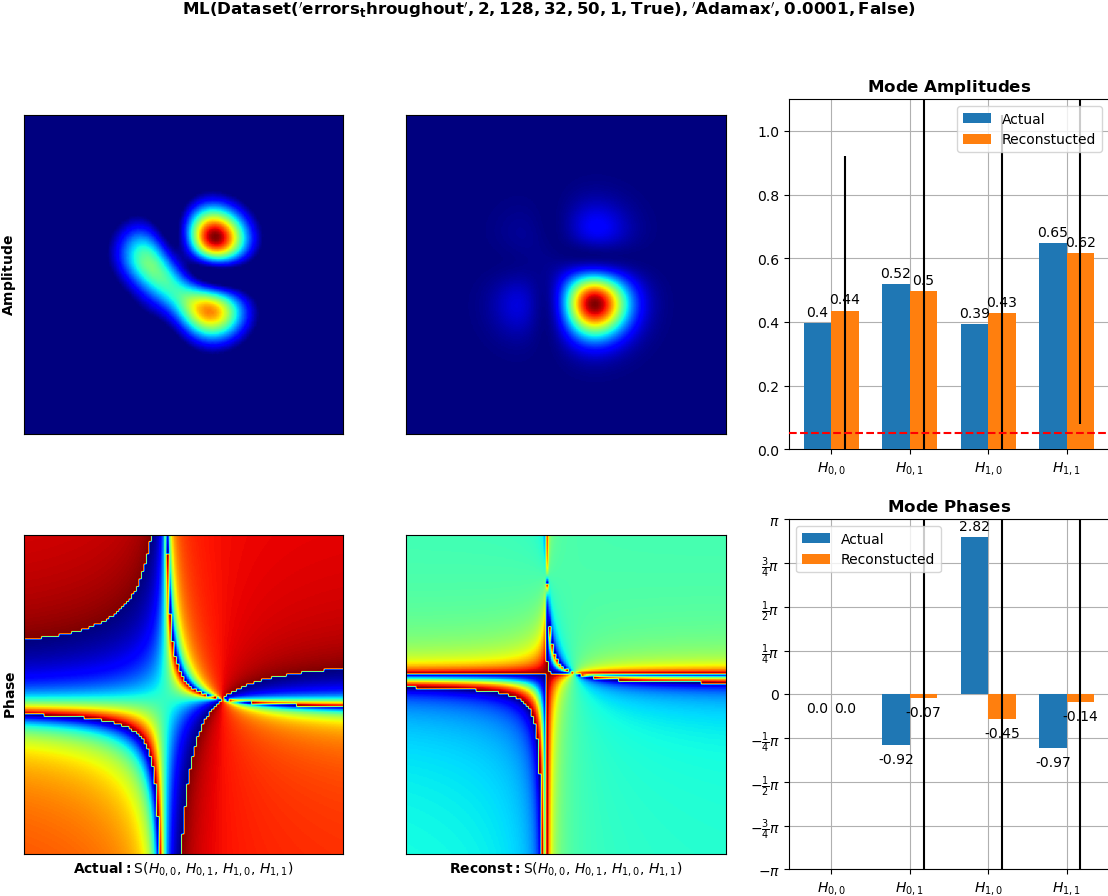 ML(Dataset('errors_throughout', 2, 128, 32, 50, 1, True), 'Adamax', 0.0001, False)
Mode Amplitudes
Amplitude
Actual
Reconstucted
1.0
0.8
0.6
0.4
0.2
0.0
0.4
0.44
0.52
0.5
0.39
0.43
0.65
0.62
H0,0
H0,1
H1,0
H1,1
Mode Phases
Phase
Actual
Reconstucted
π
3/4π
1/2π
1/4π
0
−1/4π
−1/2π
−3/4π
−π
0.0
0.0
-0.92
-0.07
2.82
-0.45
-0.97
-0.14
H0,0
H0,1
H1,0
H1,1
Actual: S(H0,0, H0,1, H1,0, H1,1)
Reconst: S(H0,0, H0,1, H1,0, H1,1)